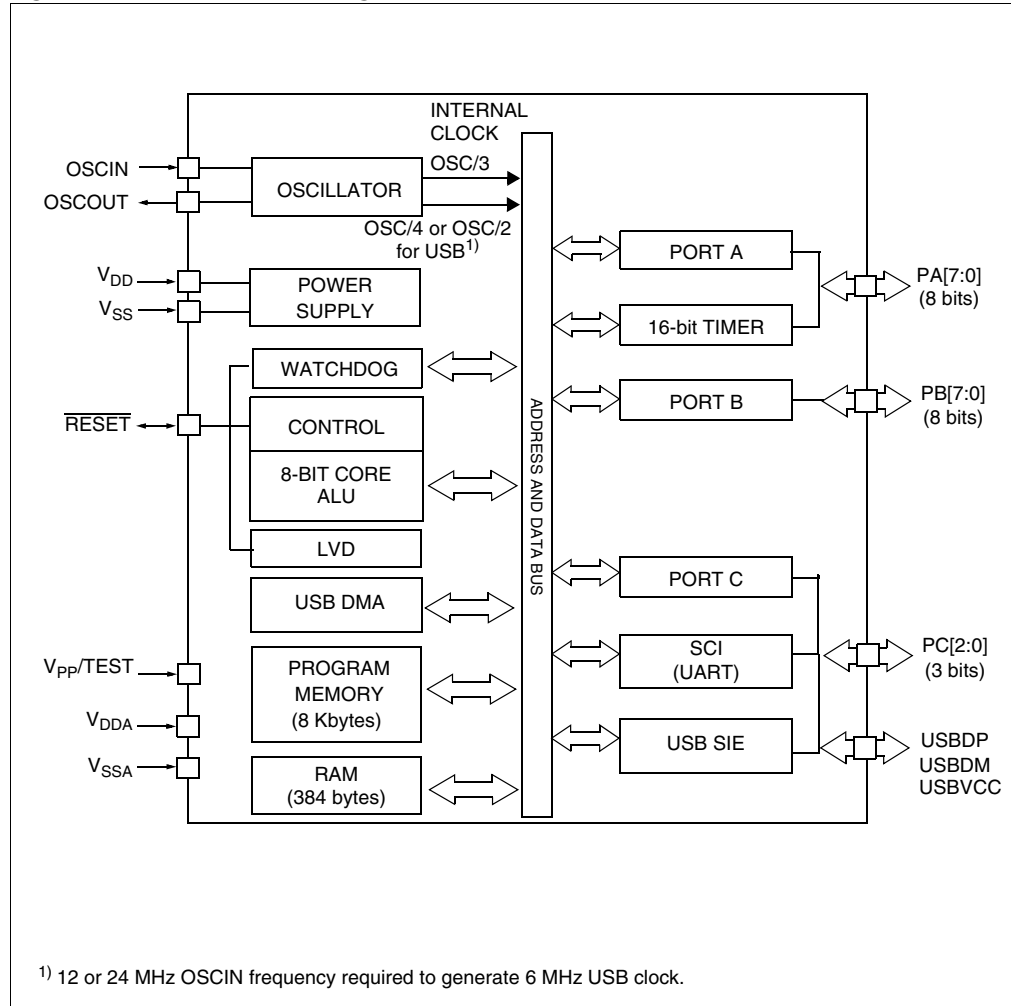 INTERNAL
CLOCK
OSCIN
OSCOUT
OSCILLATOR
OSC/3
OSC/4 or OSC/2
for USB1)
VDD
VSS
POWER
SUPPLY
WATCHDOG
RESET
CONTROL
8-BIT CORE
ALU
LVD
USB DMA
VPP/TEST
VDDA
VSSA
PROGRAM
MEMORY
(8 Kbytes)
RAM
(384 bytes)
ADDRESS AND DATA BUS
PORT A
16-bit TIMER
PA[7:0]
(8 bits)
PORT B
PB[7:0]
(8 bits)
PORT C
SCI
(UART)
PC[2:0]
(3 bits)
USB SIE
USBDP
USBDM
USBVCC
1) 12 or 24 MHz OSCIN frequency required to generate 6 MHz USB clock.